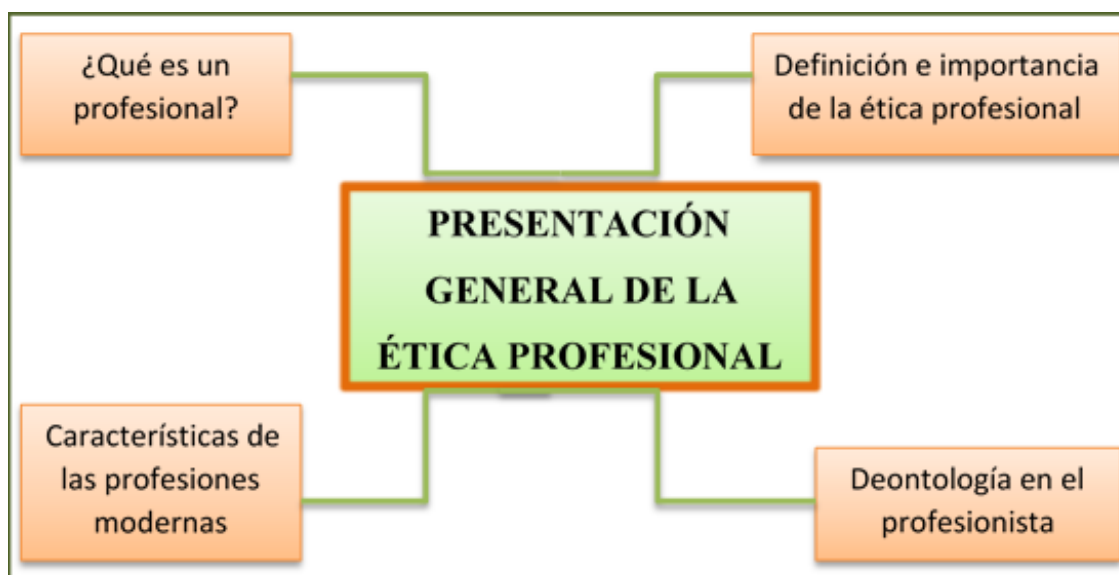 ¿Qué es un
profesional?
Definición e importancia
de la ética profesional
PRESENTACIÓN
GENERAL DE LA
ÉTICA PROFESIONAL
Características de
las profesiones
modernas
Deontología en el
profesionista